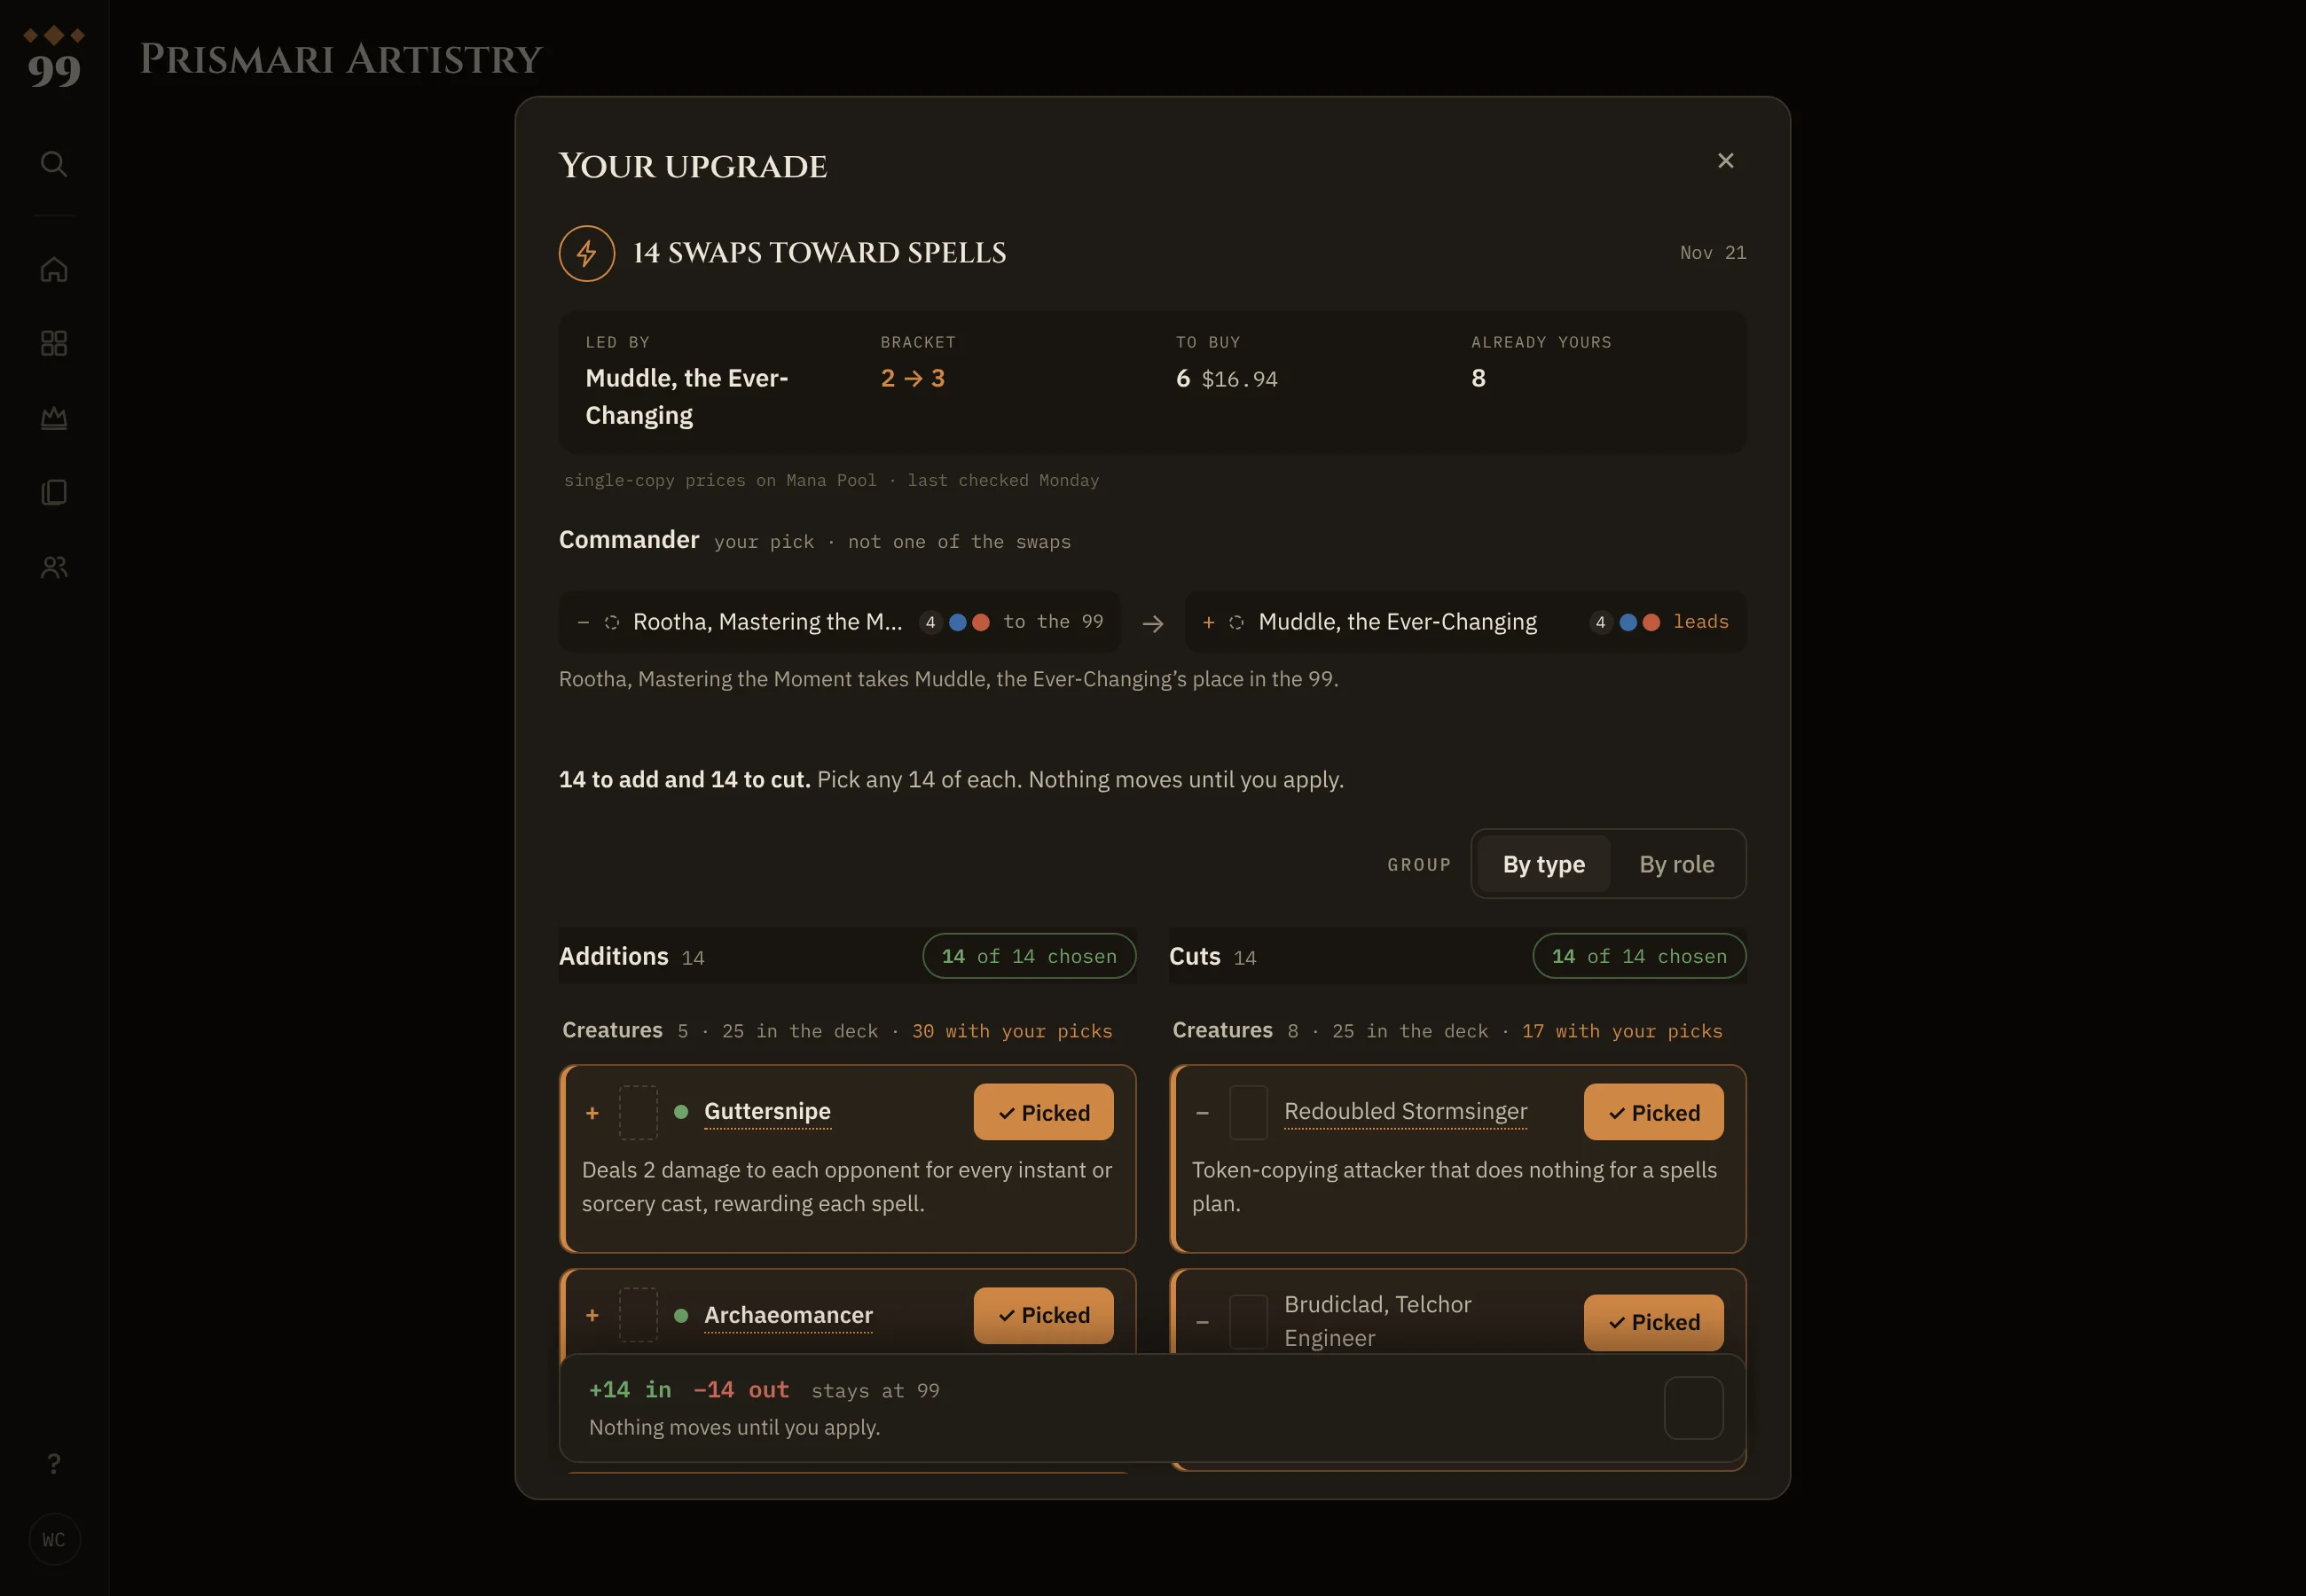 99
Prismari Artistry
Your upgrade
14 SWAPS TOWARD SPELLS
Nov 21
LED BY
Muddle, the Ever-
Changing
BRACKET
2 → 3
TO BUY
6 $16.94
ALREADY YOURS
8
single-copy prices on Mana Pool · last checked Monday
Commander your pick · not one of the swaps
− Rootha, Mastering the M... 4 to the 99
→
+ Muddle, the Ever-Changing 4 leads
Rootha, Mastering the Moment takes Muddle, the Ever-Changing’s place in the 99.
14 to add and 14 to cut. Pick any 14 of each. Nothing moves until you apply.
GROUP By type By role
Additions 14 14 of 14 chosen
Creatures 5 · 25 in the deck · 30 with your picks
+ Guttersnipe ✓ Picked
Deals 2 damage to each opponent for every instant or
sorcery cast, rewarding each spell.
+ Archaeomancer ✓ Picked
Cuts 14 14 of 14 chosen
Creatures 8 · 25 in the deck · 17 with your picks
− Redoubled Stormsinger ✓ Picked
Token-copying attacker that does nothing for a spells
plan.
− Brudiclad, Telchor
Engineer
✓ Picked
+14 in −14 out stays at 99
Nothing moves until you apply.
?
WC